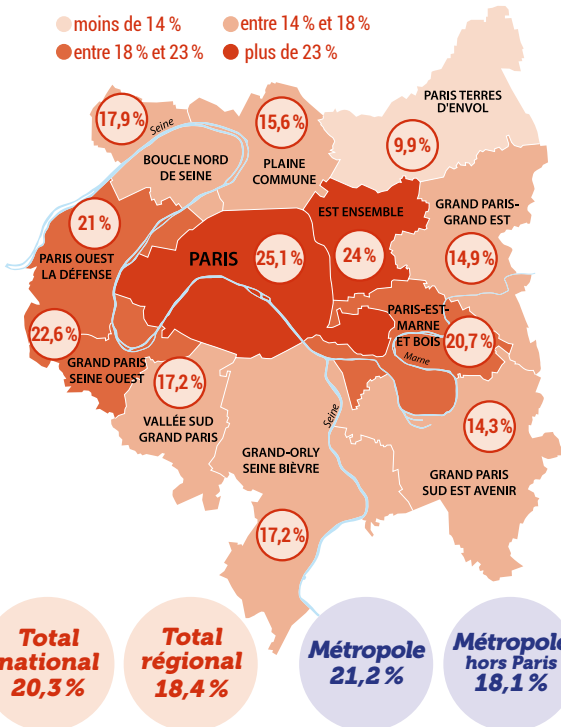 moins de 14 %
entre 14 % et 18 %
entre 18 % et 23 %
plus de 23 %
PARIS TERRES
D'ENVOL
9,9 %
17,9 %
Seine
BOUCLE NORD
DE SEINE
15,6 %
PLAINE
COMMUNE
EST ENSEMBLE
24 %
GRAND PARIS-
GRAND EST
14,9 %
21 %
PARIS OUEST
LA DÉFENSE
PARIS
25,1 %
PARIS-EST-
MARNE
ET BOIS
20,7 %
Marne
22,6 %
GRAND PARIS
SEINE OUEST
17,2 %
VALLÉE SUD
GRAND PARIS
Seine
GRAND-ORLY
SEINE BIÈVRE
17,2 %
14,3 %
GRAND PARIS
SUD EST AVENIR
Total
national
20,3 %
Total
régional
18,4 %
Métropole
21,2 %
Métropole
hors Paris
18,1 %